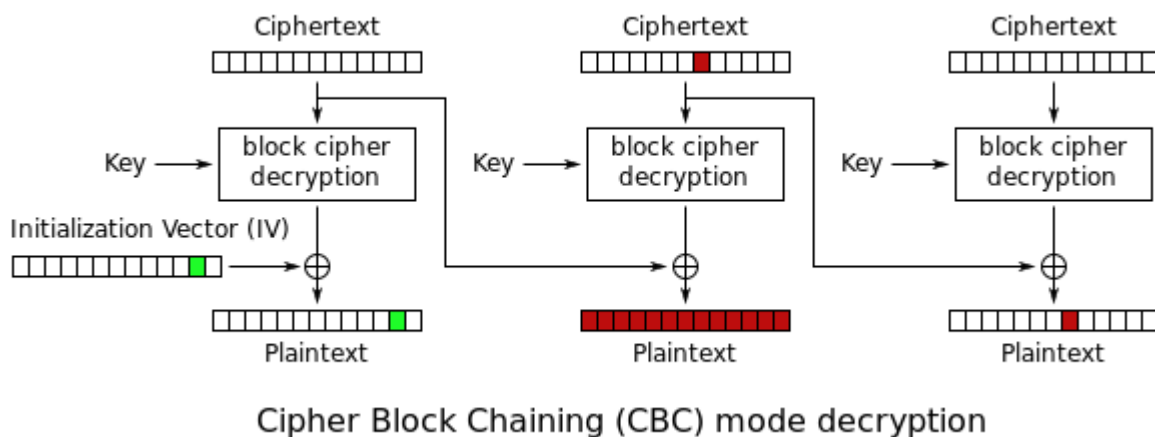 Ciphertext
Ciphertext
Ciphertext
Key
block cipher
decryption
Key
block cipher
decryption
Key
block cipher
decryption
Initialization Vector (IV)
Plaintext
Plaintext
Plaintext
Cipher Block Chaining (CBC) mode decryption